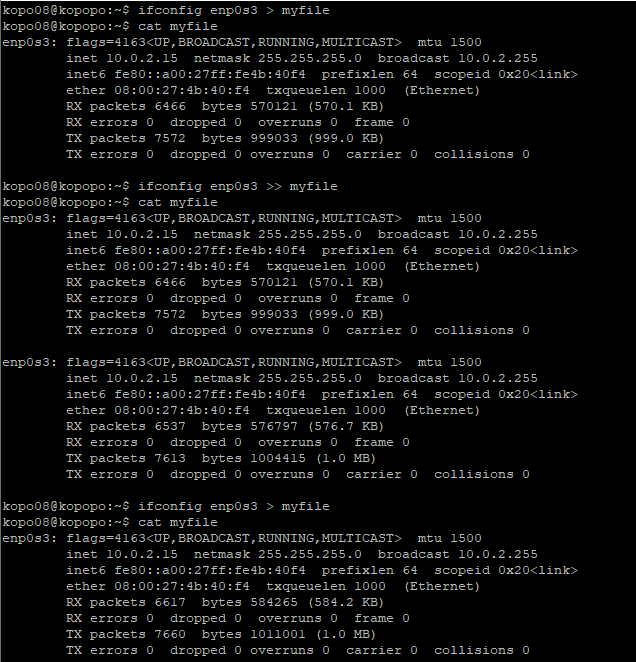 kopo08@kopopo:~$ ifconfig enp0s3 > myfile
kopo08@kopopo:~$ cat myfile
enp0s3: flags=4163<UP,BROADCAST,RUNNING,MULTICAST>  mtu 1500
        inet 10.0.2.15  netmask 255.255.255.0  broadcast 10.0.2.255
        inet6 fe80::a00:27ff:fe4b:40f4  prefixlen 64  scopeid 0x20<link>
        ether 08:00:27:4b:40:f4  txqueuelen 1000  (Ethernet)
        RX packets 6466  bytes 570121 (570.1 KB)
        RX errors 0  dropped 0  overruns 0  frame 0
        TX packets 7572  bytes 999033 (999.0 KB)
        TX errors 0  dropped 0 overruns 0  carrier 0  collisions 0

kopo08@kopopo:~$ ifconfig enp0s3 >> myfile
kopo08@kopopo:~$ cat myfile
enp0s3: flags=4163<UP,BROADCAST,RUNNING,MULTICAST>  mtu 1500
        inet 10.0.2.15  netmask 255.255.255.0  broadcast 10.0.2.255
        inet6 fe80::a00:27ff:fe4b:40f4  prefixlen 64  scopeid 0x20<link>
        ether 08:00:27:4b:40:f4  txqueuelen 1000  (Ethernet)
        RX packets 6466  bytes 570121 (570.1 KB)
        RX errors 0  dropped 0  overruns 0  frame 0
        TX packets 7572  bytes 999033 (999.0 KB)
        TX errors 0  dropped 0 overruns 0  carrier 0  collisions 0

enp0s3: flags=4163<UP,BROADCAST,RUNNING,MULTICAST>  mtu 1500
        inet 10.0.2.15  netmask 255.255.255.0  broadcast 10.0.2.255
        inet6 fe80::a00:27ff:fe4b:40f4  prefixlen 64  scopeid 0x20<link>
        ether 08:00:27:4b:40:f4  txqueuelen 1000  (Ethernet)
        RX packets 6537  bytes 576797 (576.7 KB)
        RX errors 0  dropped 0  overruns 0  frame 0
        TX packets 7613  bytes 1004415 (1.0 MB)
        TX errors 0  dropped 0 overruns 0  carrier 0  collisions 0

kopo08@kopopo:~$ ifconfig enp0s3 > myfile
kopo08@kopopo:~$ cat myfile
enp0s3: flags=4163<UP,BROADCAST,RUNNING,MULTICAST>  mtu 1500
        inet 10.0.2.15  netmask 255.255.255.0  broadcast 10.0.2.255
        inet6 fe80::a00:27ff:fe4b:40f4  prefixlen 64  scopeid 0x20<link>
        ether 08:00:27:4b:40:f4  txqueuelen 1000  (Ethernet)
        RX packets 6617  bytes 584265 (584.2 KB)
        RX errors 0  dropped 0  overruns 0  frame 0
        TX packets 7660  bytes 1011001 (1.0 MB)
        TX errors 0  dropped 0 overruns 0  carrier 0  collisions 0